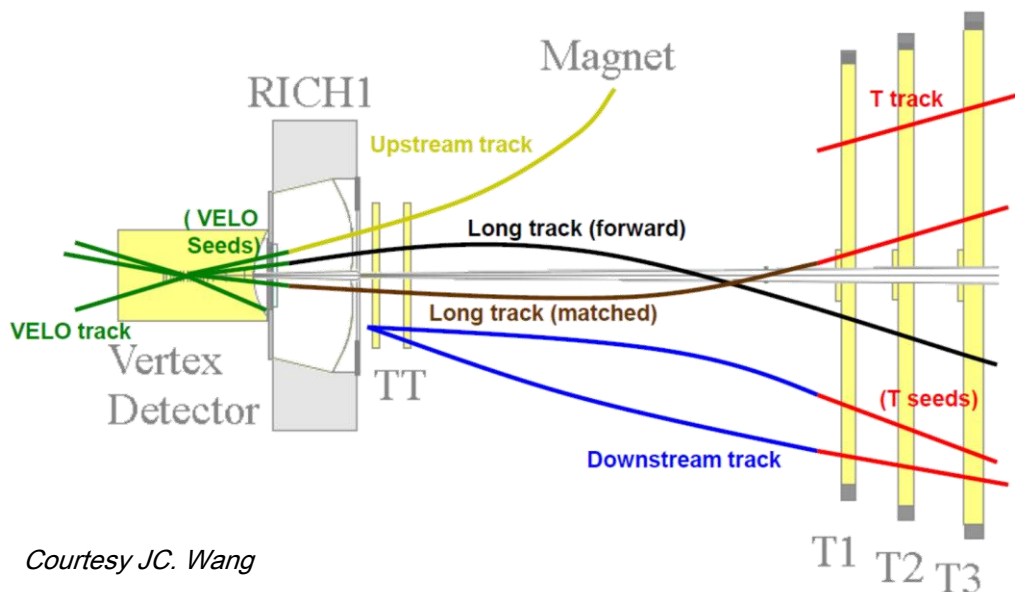 Magnet
RICH1
T track
Upstream track
( VELO
Seeds)
Long track (forward)
Long track (matched)
VELO track
Vertex
Detector
TT
(T seeds)
Downstream track
T1
T2
T3
Courtesy JC. Wang